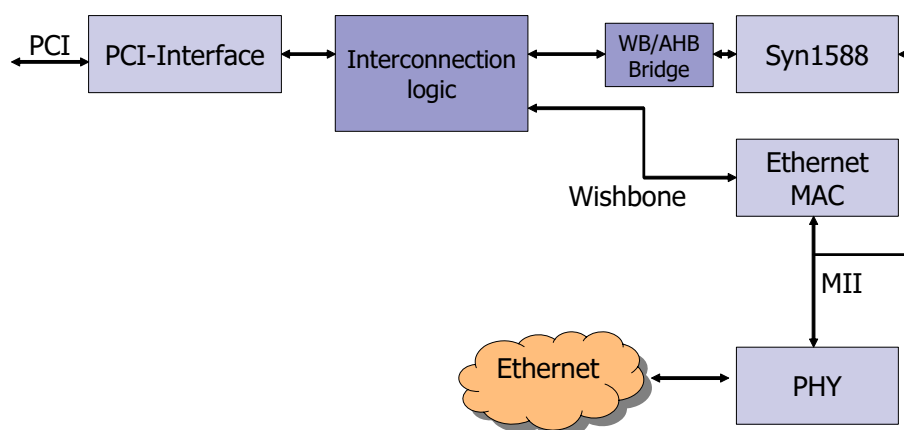 PCI
PCI-Interface
Interconnection
logic
WB/AHB
Bridge
Syn1588
Ethernet
MAC
Wishbone
MII
Ethernet
PHY